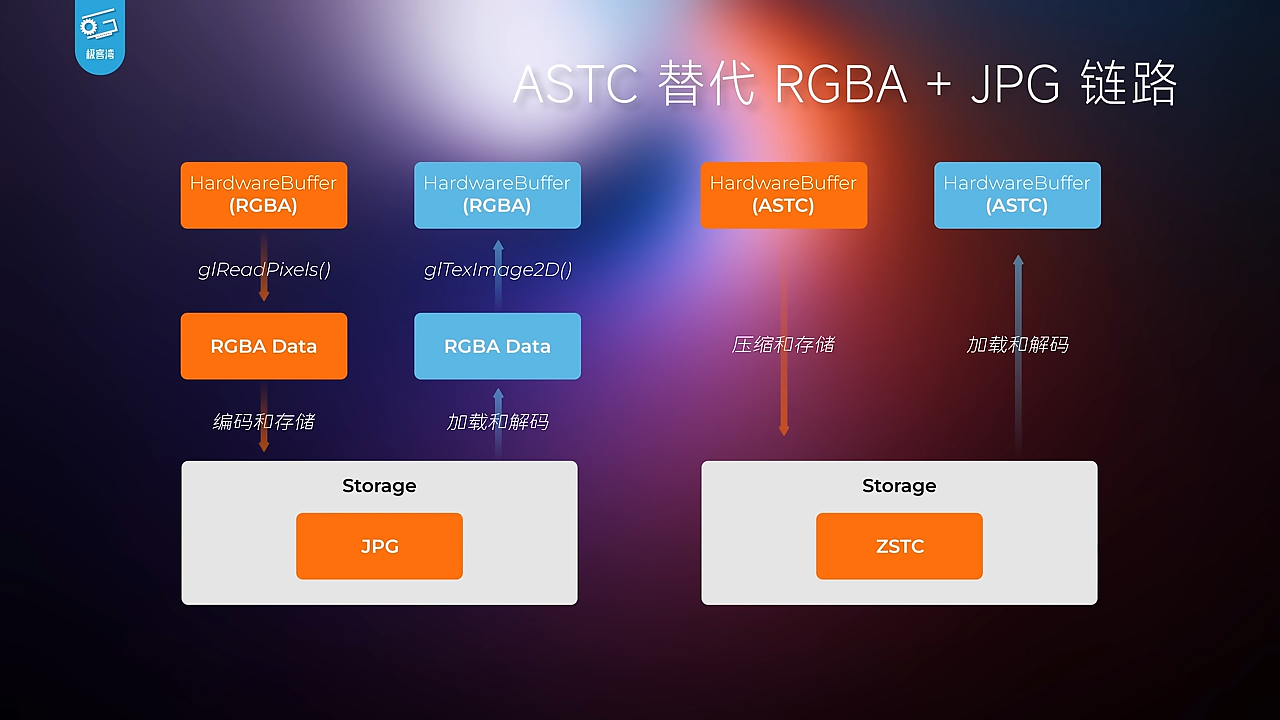 极客湾
ASTC 替代 RGBA + JPG 链路
HardwareBuffer
(RGBA)
HardwareBuffer
(RGBA)
HardwareBuffer
(ASTC)
HardwareBuffer
(ASTC)
glReadPixels()
glTexImage2D()
RGBA Data
RGBA Data
压缩和存储
加载和解码
编码和存储
加载和解码
Storage
JPG
Storage
ZSTC